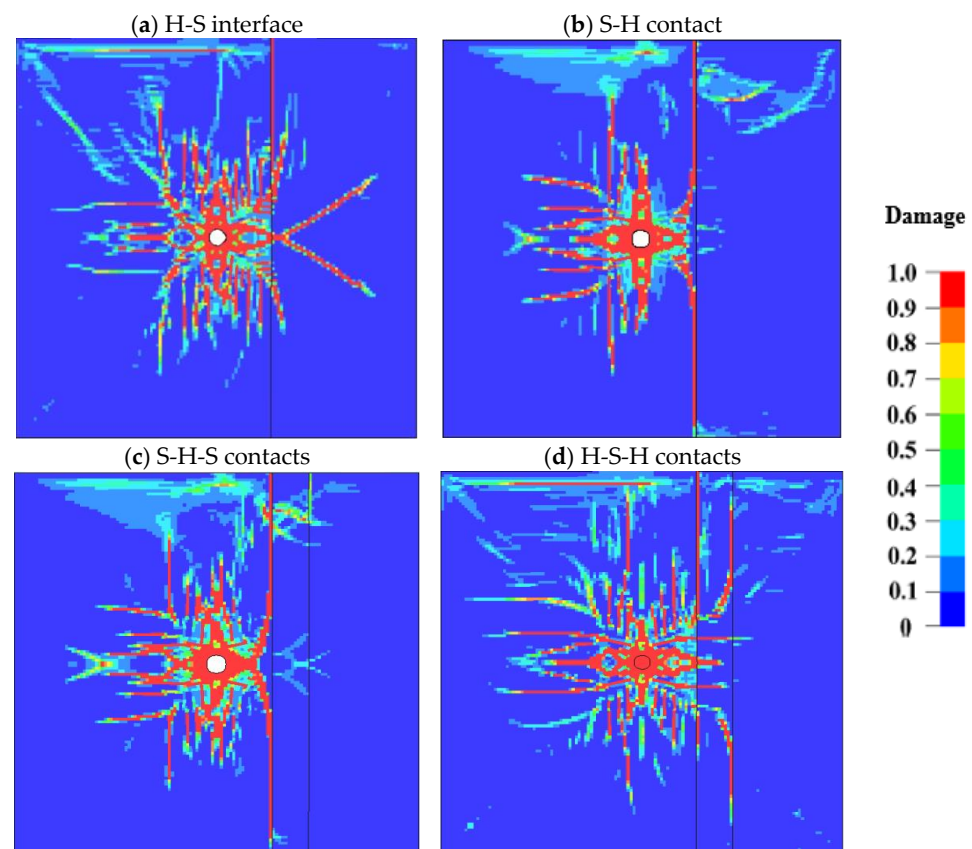 (a) H-S interface
(b) S-H contact
(c) S-H-S contacts
(d) H-S-H contacts
Damage
1.0
0.9
0.8
0.7
0.6
0.5
0.4
0.3
0.2
0.1
0